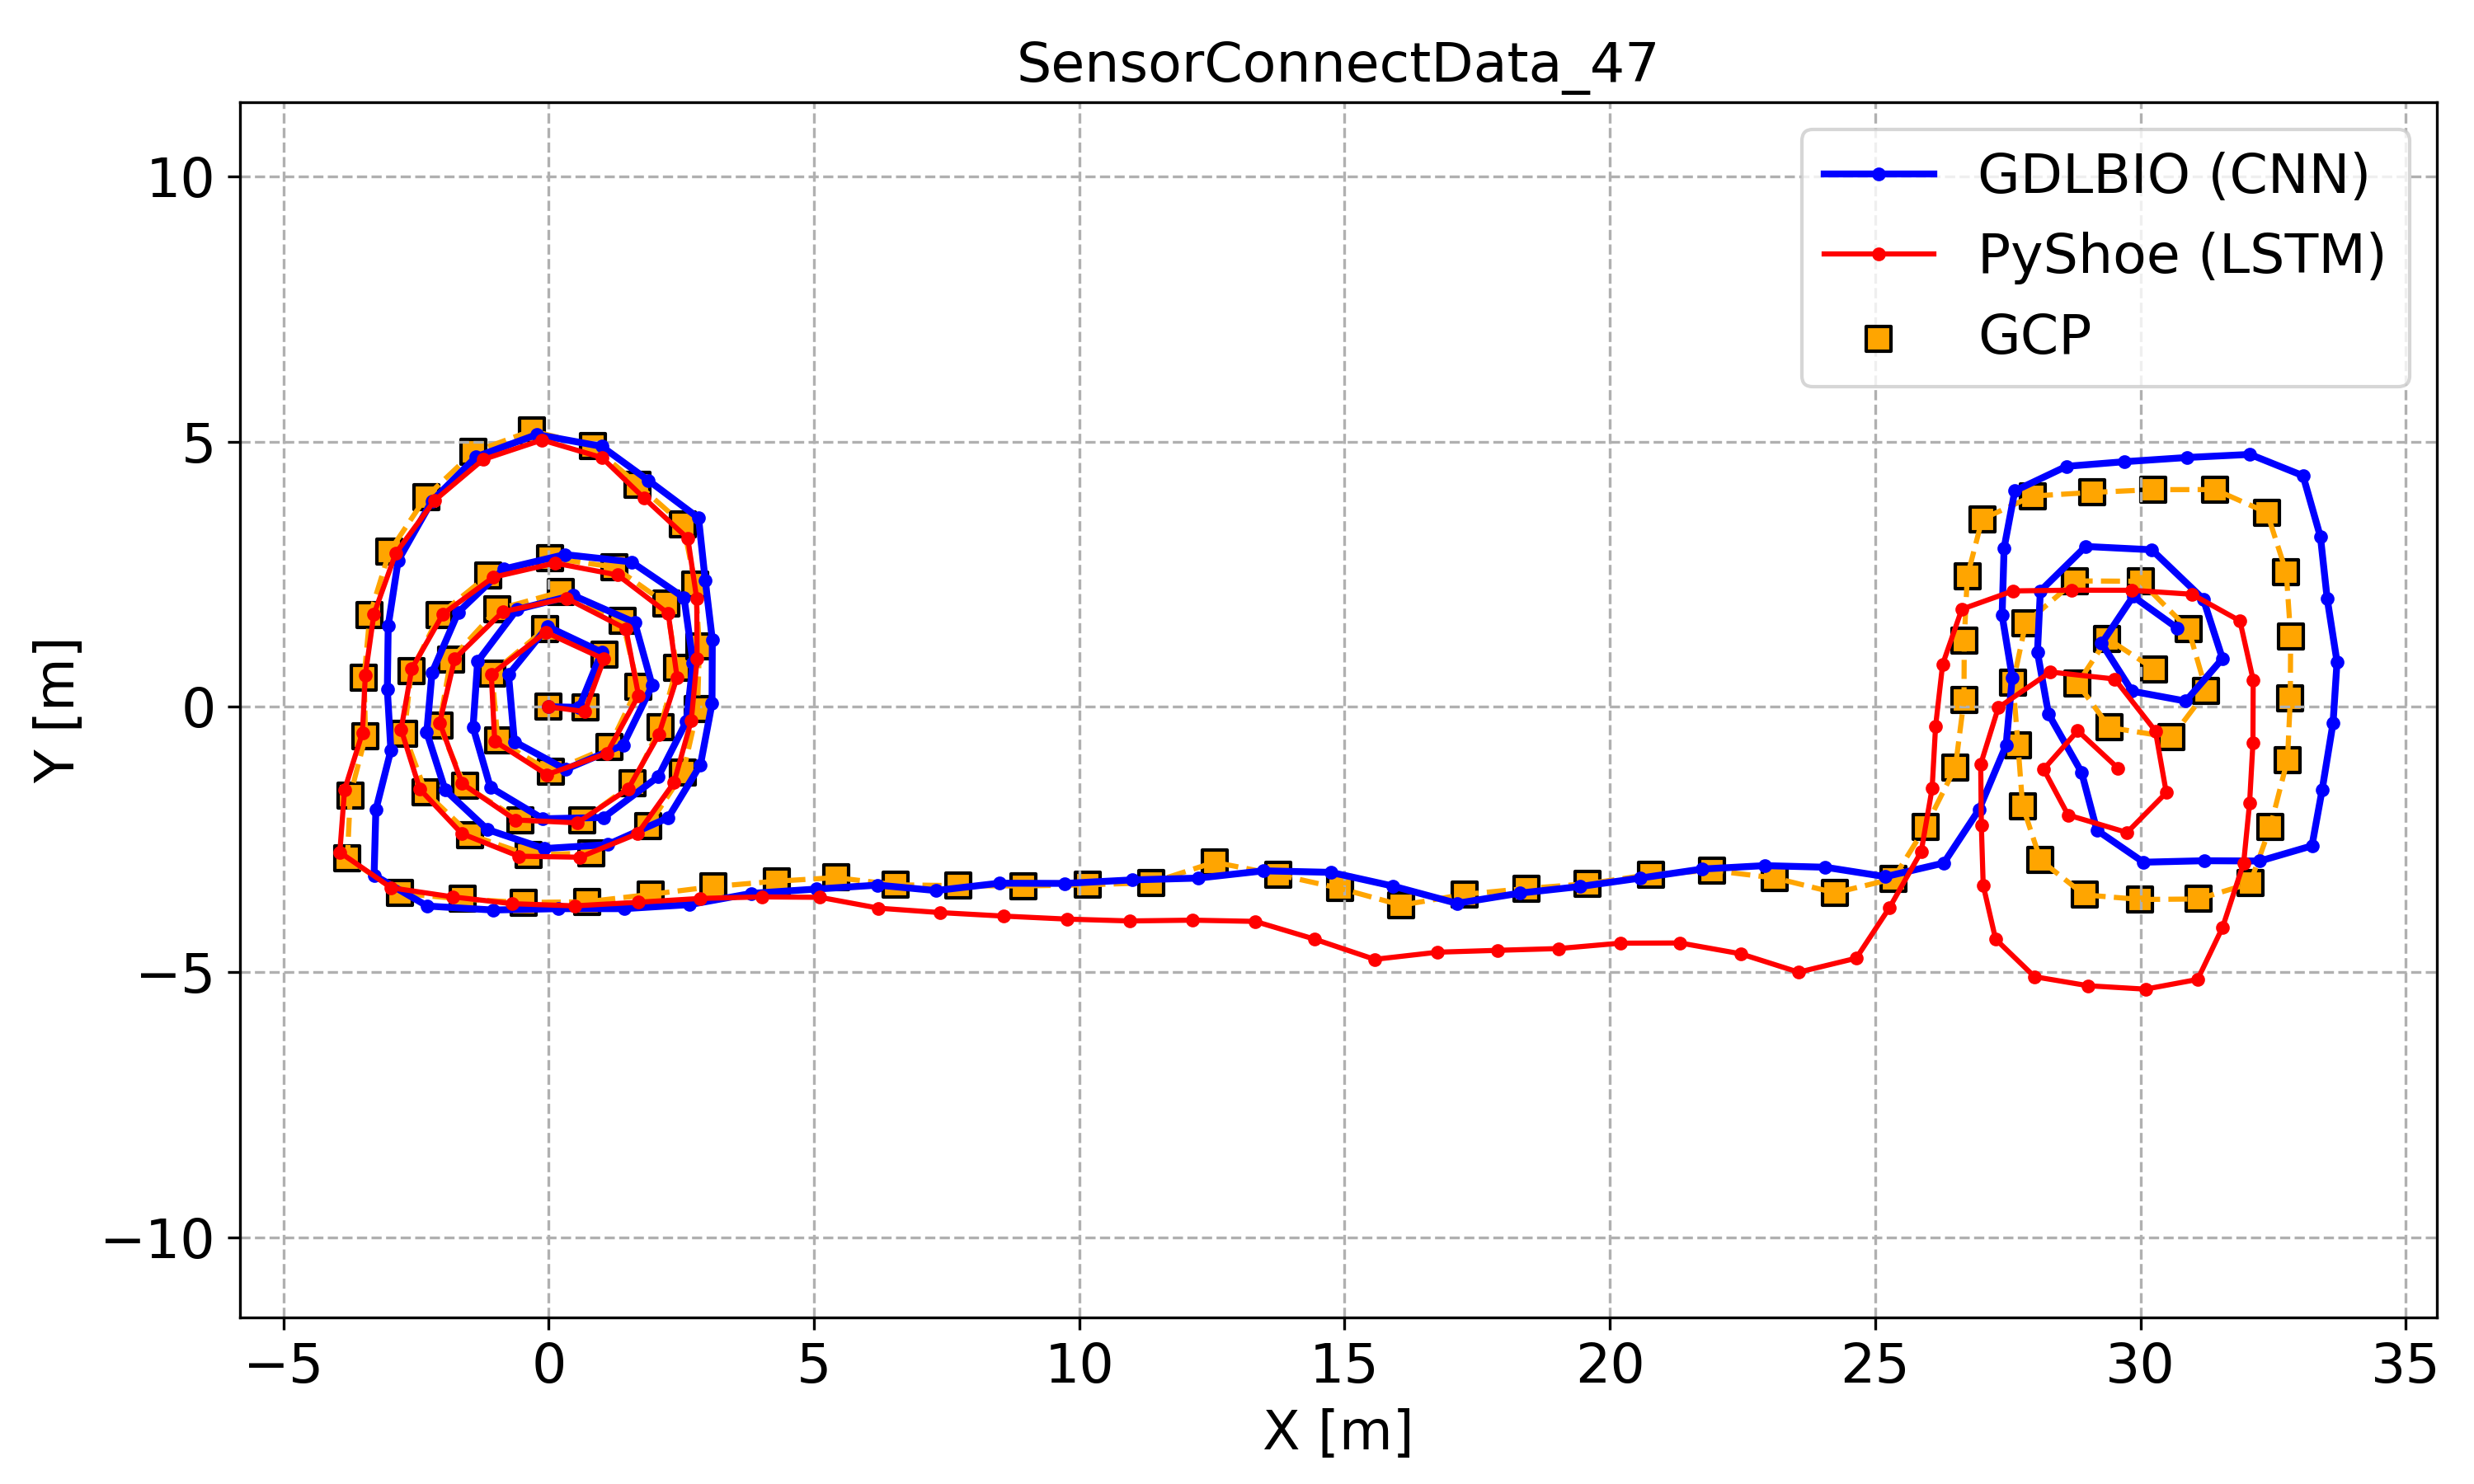 SensorConnectData_47
GDLBIO (CNN)
PyShoe (LSTM)
GCP
Y [m]
10
5
0
−5
−10
−5 0 5 10 15 20 25 30 35
X [m]